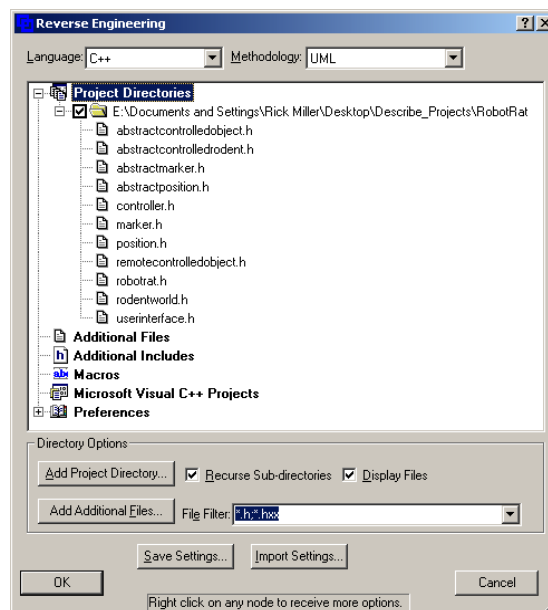 Reverse Engineering
Language: C++ Methodology: UML
Project Directories
E:\Documents and Settings\Rick Miller\Desktop\Describe_Projects\RobotRat
abstractcontrolledobject.h
abstractcontrolledrodent.h
abstractmarker.h
abstractposition.h
controller.h
marker.h
position.h
remotecontrolledobject.h
robotrat.h
rodentworld.h
userinterface.h
Additional Files
h Additional Includes
abc Macros
Microsoft Visual C++ Projects
Preferences
Directory Options
Add Project Directory... Recurse Sub-directories Display Files
Add Additional Files... File Filter: *.h;*.hxx
Save Settings... Import Settings...
OK Cancel
Right click on any node to receive more options.